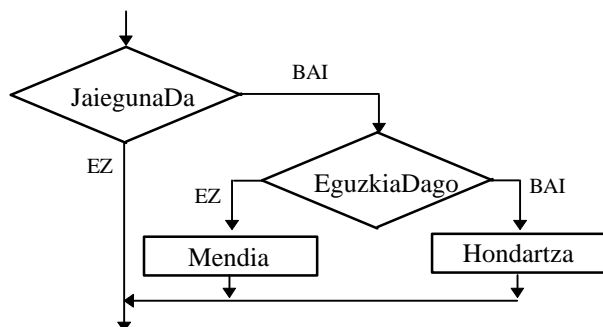 BAI
JaiegunaDa
EZ
EguzkiaDago
EZ
BAI
Mendia
Hondartza